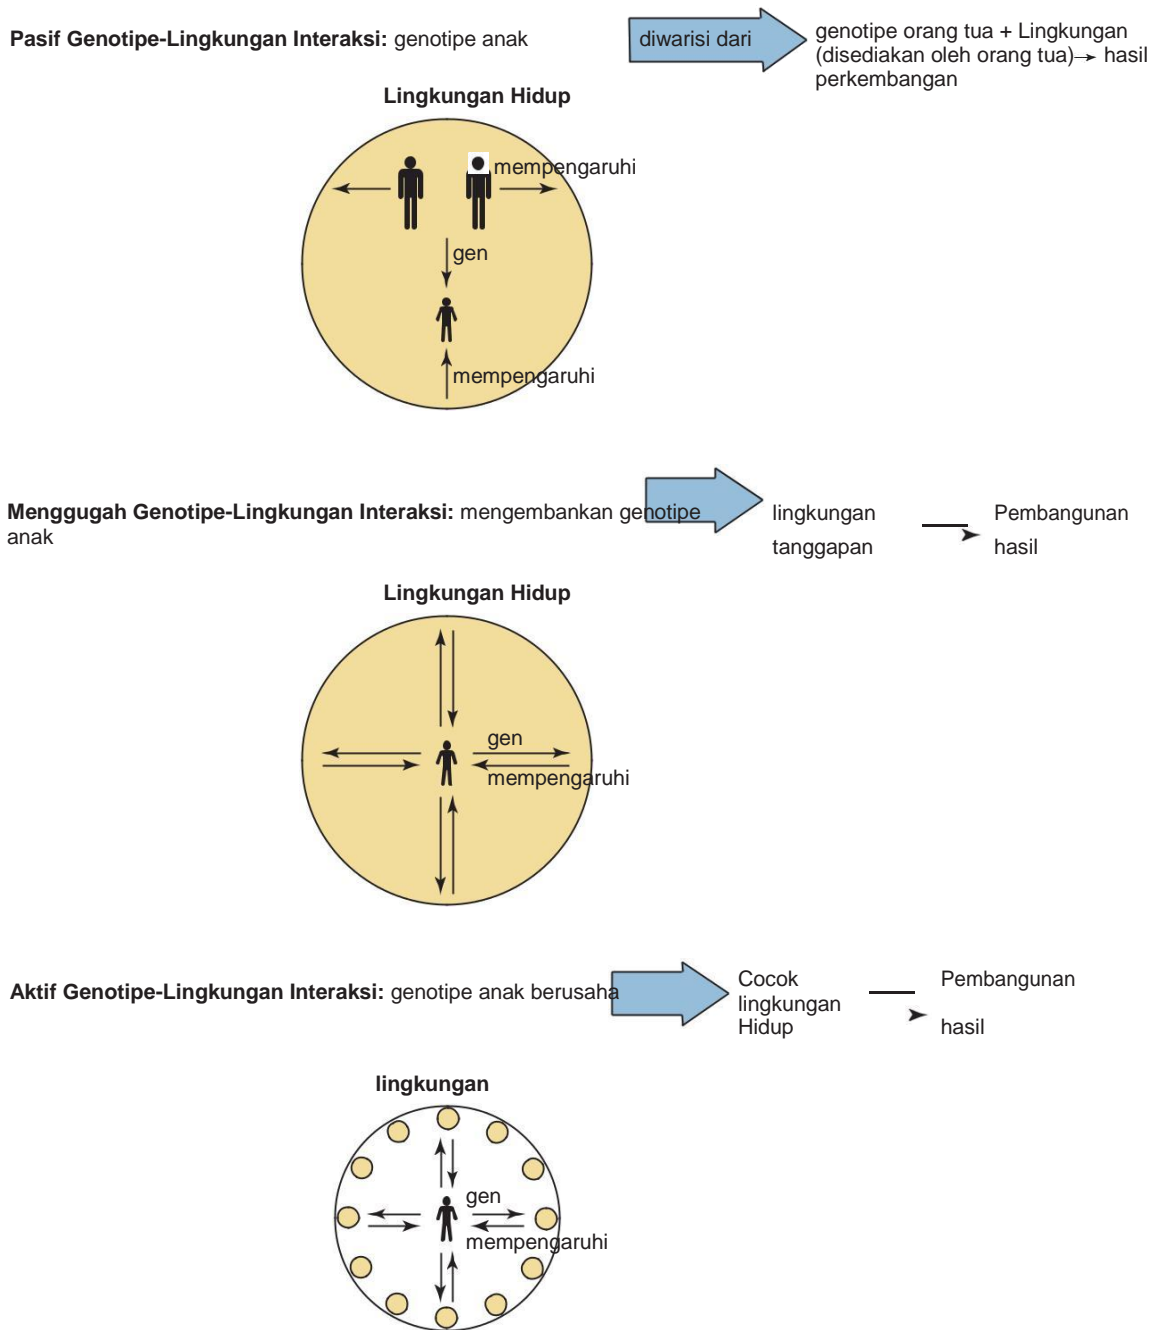 Pasif Genotipe-Lingkungan Interaksi: genotipe anak
diwarisi dari
genotipe orang tua + Lingkungan
(disediakan oleh orang tua)→ hasil
perkembangan
Lingkungan Hidup
mempengaruhi
gen
mempengaruhi
Menggugah Genotipe-Lingkungan Interaksi: mengembankan genotipe
anak
lingkungan
tanggapan
Pembangunan
hasil
Lingkungan Hidup
gen
mempengaruhi
Aktif Genotipe-Lingkungan Interaksi: genotipe anak berusaha
Cocok
lingkungan
Hidup
Pembangunan
hasil
lingkungan
gen
mempengaruhi